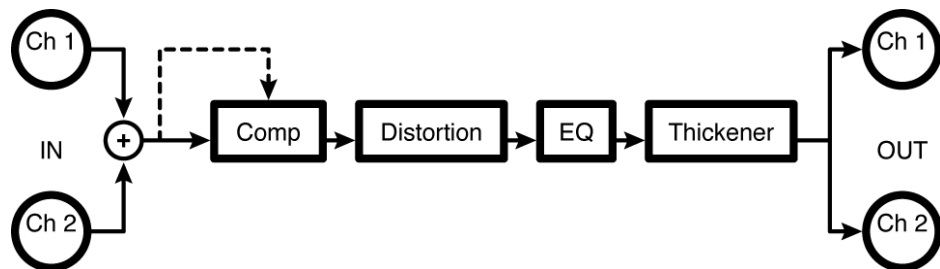 Ch 1
Ch 1
+
Comp
Distortion
EQ
Thickener
IN
OUT
Ch 2
Ch 2